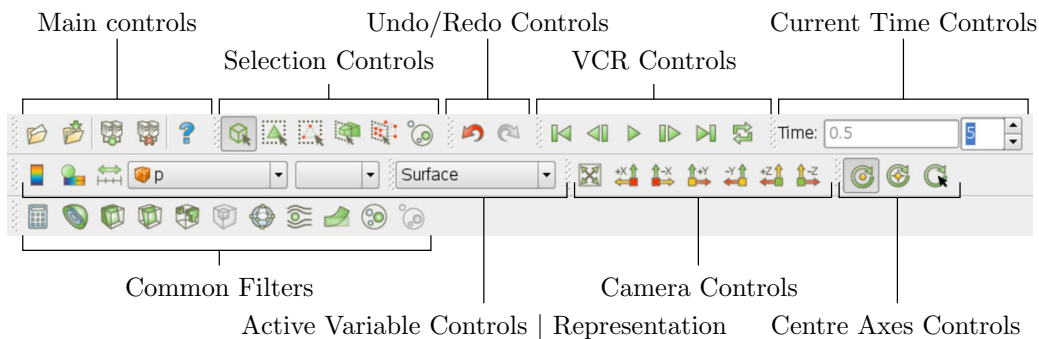 Main controls Undo/Redo Controls Current Time Controls
Selection Controls VCR Controls
? Time: 0.5 5
p Surface +X -X +Y -Y +Z -Z
Common Filters Camera Controls
Active Variable Controls | Representation Centre Axes Controls